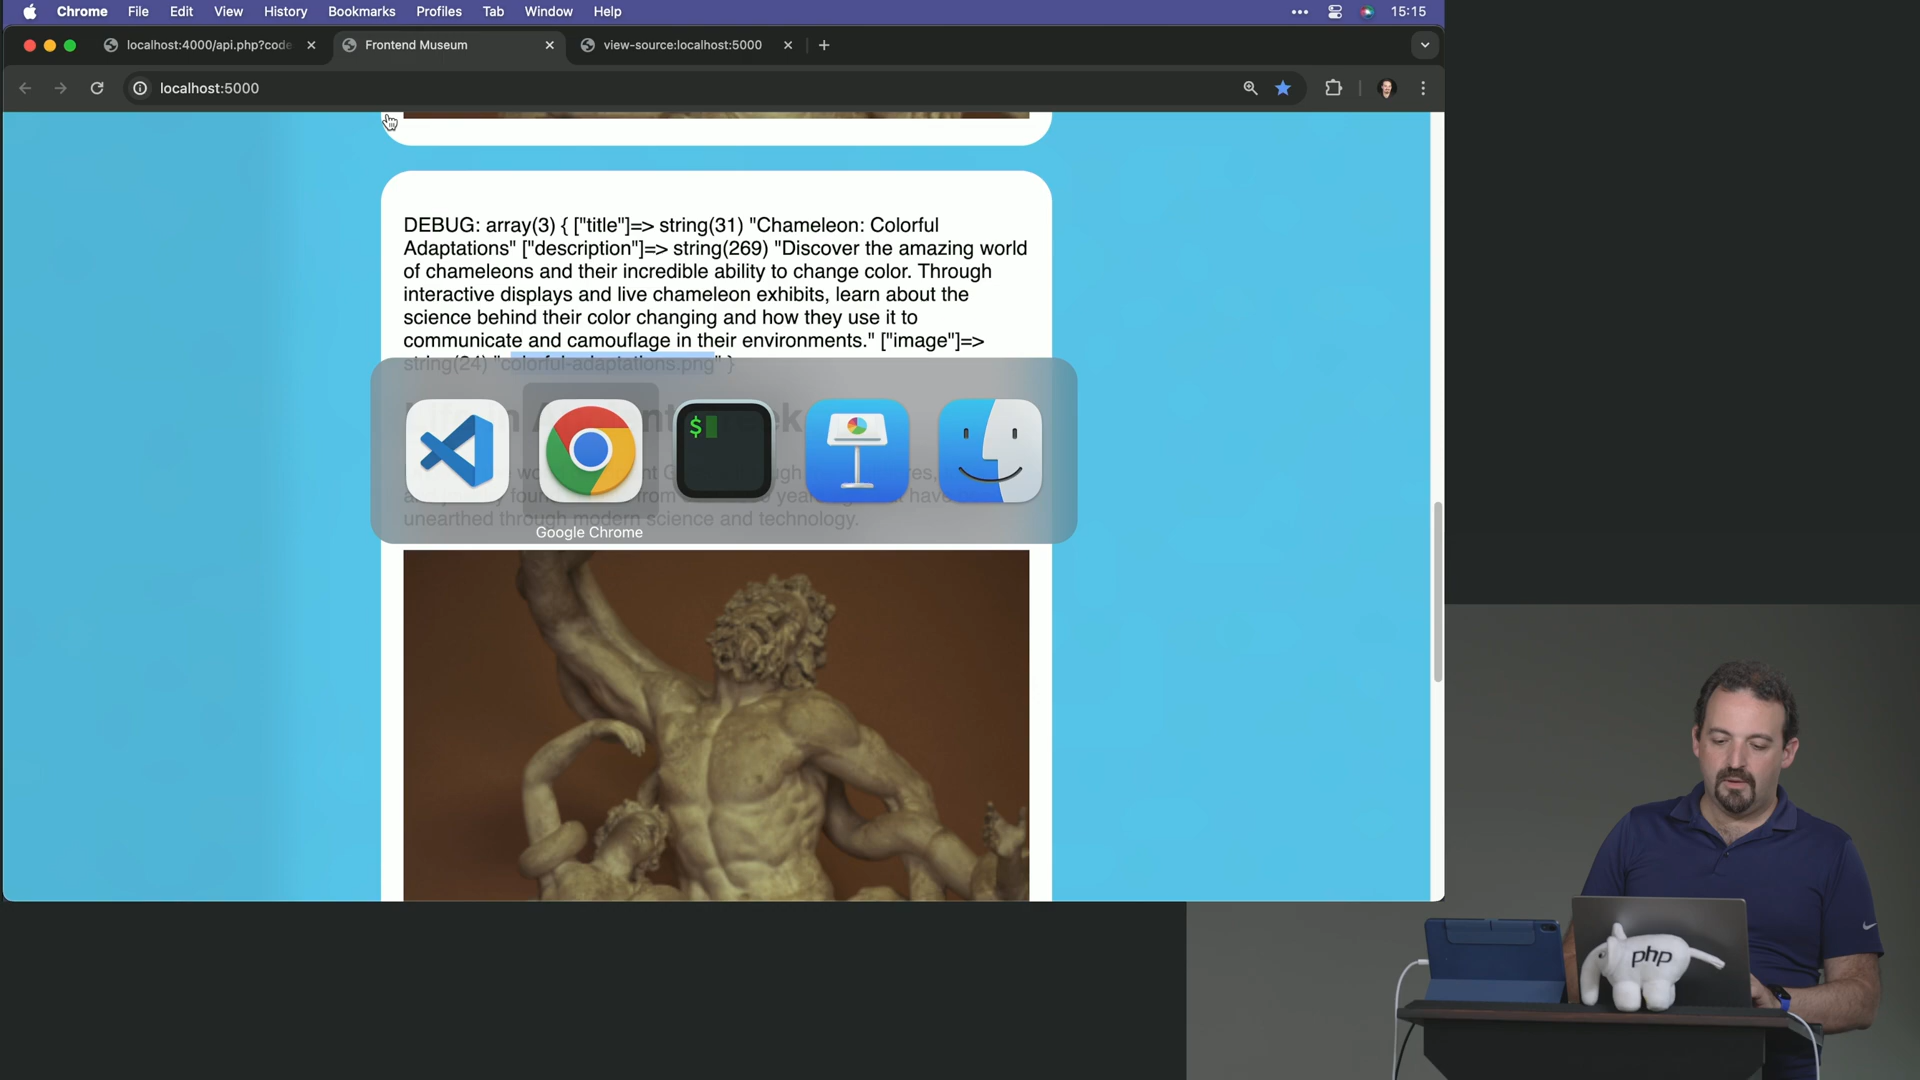 Chrome File Edit View History Bookmarks Profiles Tab Window Help 15:15
localhost:4000/api.php?code Frontend Museum view-source:localhost:5000
localhost:5000
DEBUG: array(3) { ["title"]=> string(31) "Chameleon: Colorful
Adaptations" ["description"]=> string(269) "Discover the amazing world
of chameleons and their incredible ability to change color. Through
interactive displays and live chameleon exhibits, learn about the
science behind their color changing and how they use it to
communicate and camouflage in their environments." ["image"]=>
string(24) "colorful-adaptations.png" }
$
unearthed through modern science and technology.
Google Chrome
php